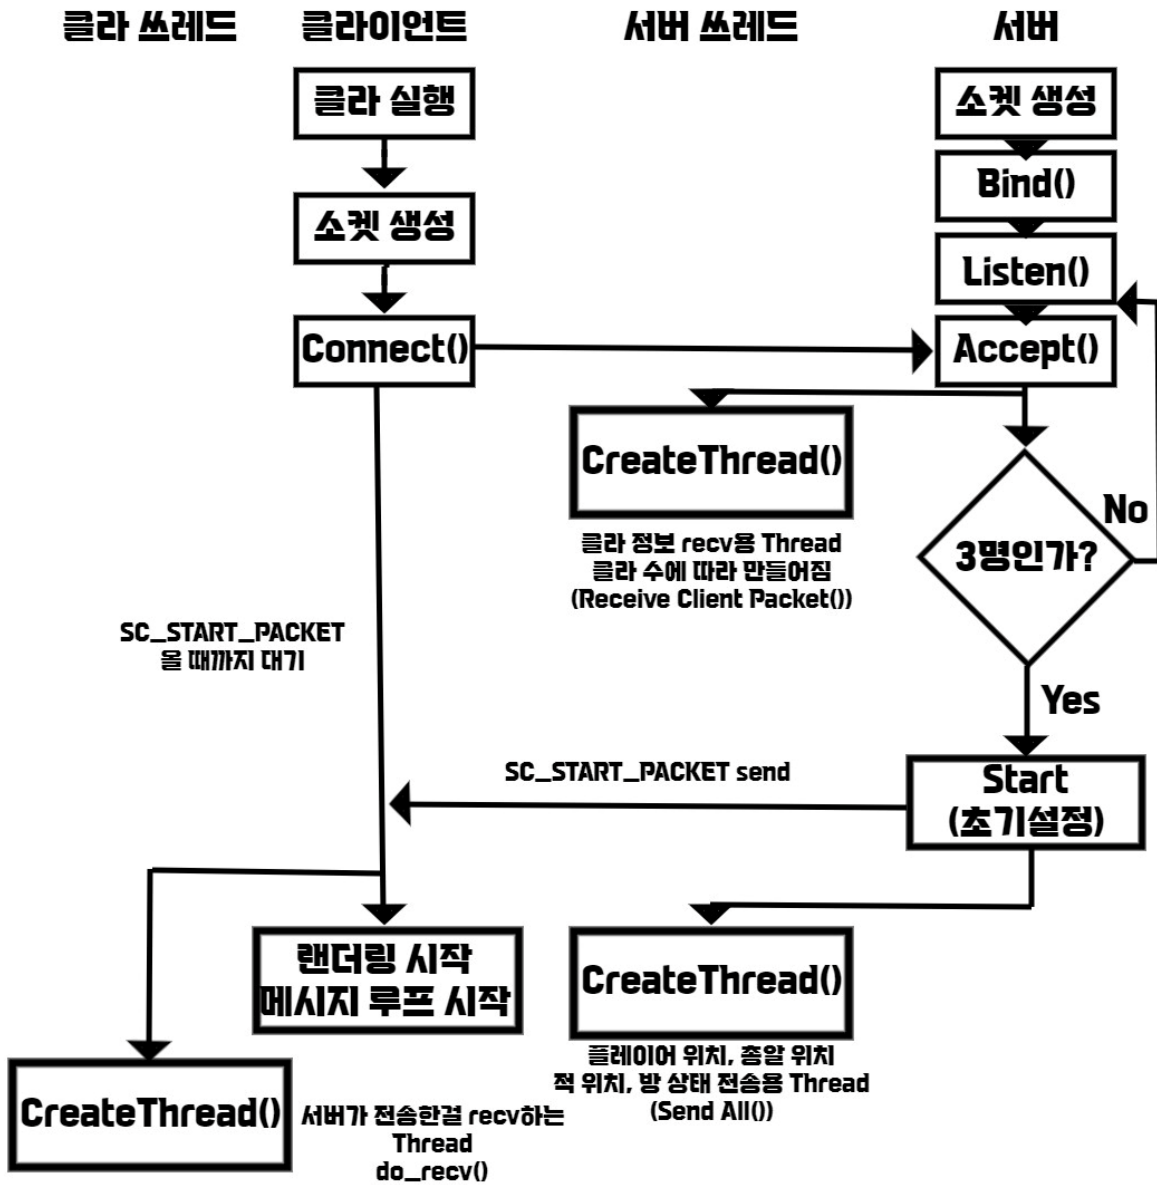 클라 쓰레드
클라이언트
서버 쓰레드
서버
클라 실행
소켓 생성
소켓 생성
Bind()
Listen()
Connect()
Accept()
CreateThread()
클라 정보 recv용 Thread
클라 수에 따라 만들어짐
(Receive Client Packet())
No
3명인가?
SC_START_PACKET
올 때까지 대기
Yes
SC_START_PACKET send
Start
(초기설정)
랜더링 시작
메시지 루프 시작
CreateThread()
플레이어 위치, 총알 위치
적 위치, 방 상태 전송용 Thread
(Send All())
CreateThread()
서버가 전송한걸 recv하는
Thread
do_recv()